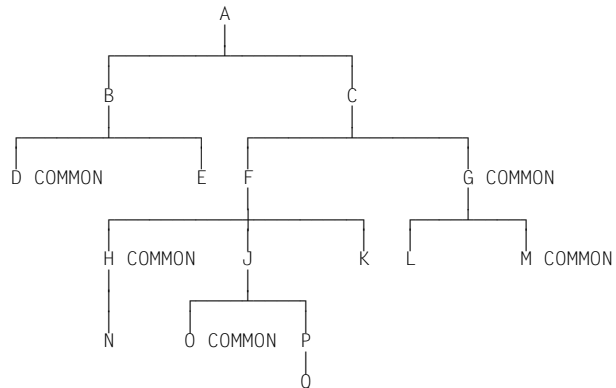 A
B C
D COMMON E F G COMMON
H COMMON J K L M COMMON
N O COMMON P
Q